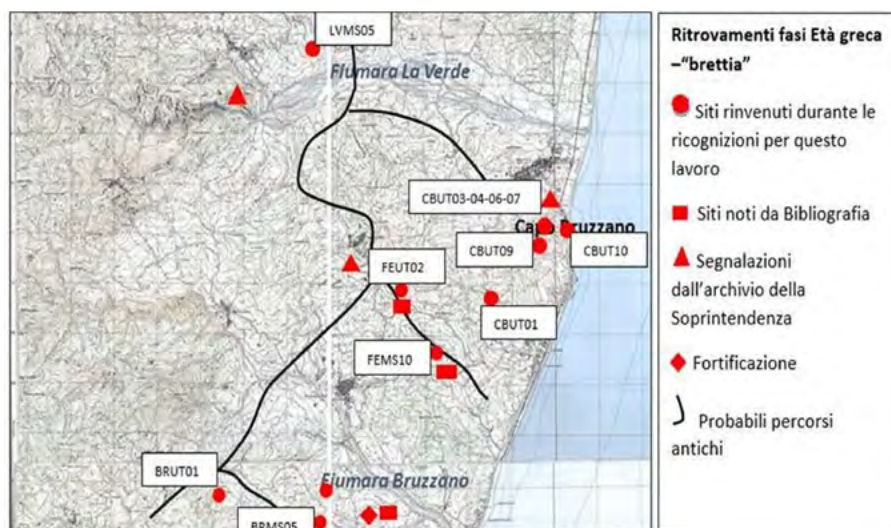 LVMS05
Fiumara La Verde
CBUT03-04-06-07
Capo Bruzzano
CBUT09
CBUT10
FEUT02
CBUT01
FEMS10
BRUT01
Fiumara Bruzzano
BRMS05
Ritrovamenti fasi Età greca
–“brettia”
Siti rinvenuti durante le
ricognizioni per questo
lavoro
Siti noti da Bibliografia
Segnalazioni
dall'archivio della
Soprintendenza
Fortificazione
Probabili percorsi
antichi